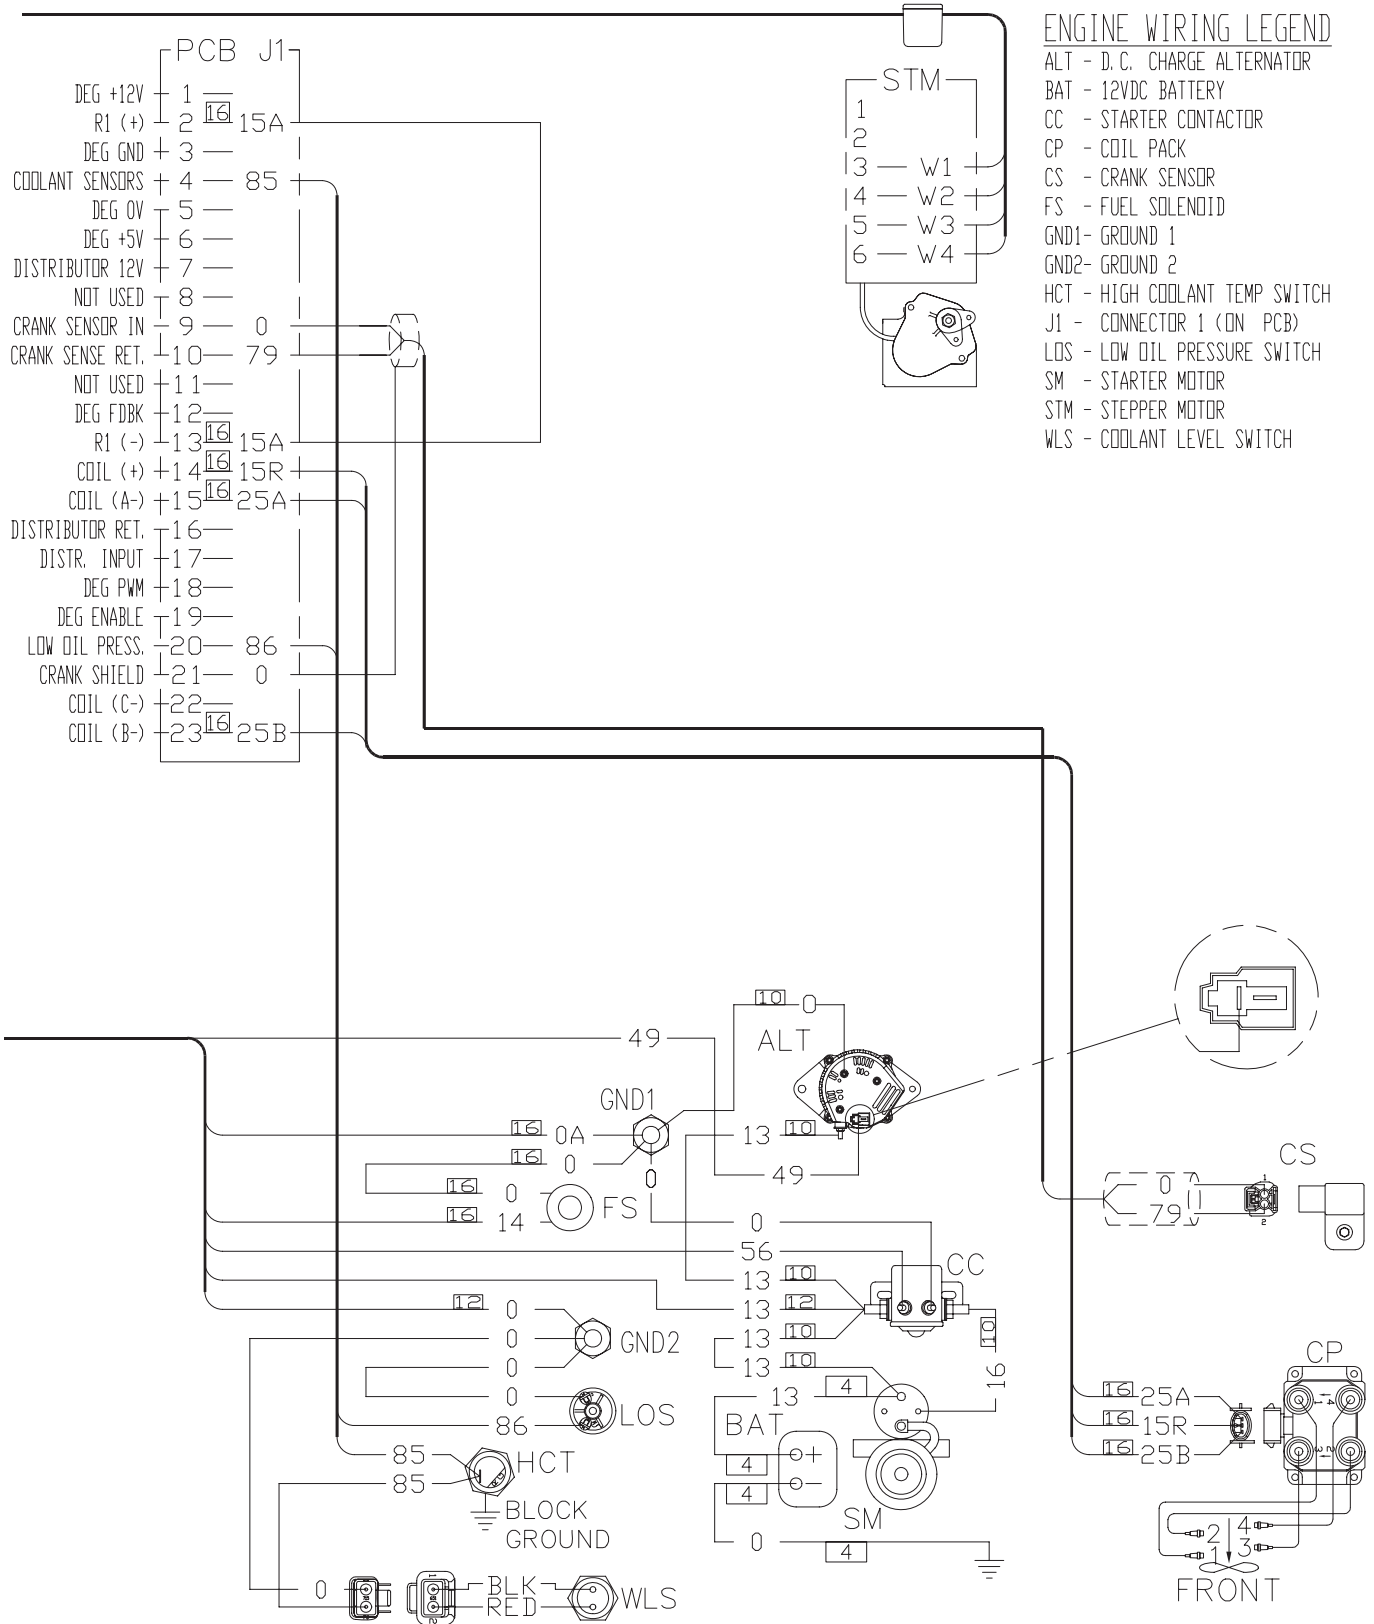 ENGINE WIRING LEGEND
ALT - D.C. CHARGE ALTERNATOR
BAT - 12VDC BATTERY
CC - STARTER CONTACTOR
CP - COIL PACK
CS - CRANK SENSOR
FS - FUEL SOLENOID
GND1- GROUND 1
GND2- GROUND 2
HCT - HIGH COOLANT TEMP SWITCH
J1 - CONNECTOR 1 (ON PCB)
LOS - LOW OIL PRESSURE SWITCH
SM - STARTER MOTOR
STM - STEPPER MOTOR
WLS - COOLANT LEVEL SWITCH
PCB J1
DEG +12V 1
R1 (+) 2 16 15A
DEG GND 3
COOLANT SENSORS 4 85
DEG 0V 5
DEG +5V 6
DISTRIBUTOR 12V 7
NOT USED 8
CRANK SENSOR IN 9 0
CRANK SENSE RET. 10 79
NOT USED 11
DEG FDBK 12
R1 (-) 13 16 15A
COIL (+) 14 16 15R
COIL (A-) 15 16 25A
DISTRIBUTOR RET. 16
DISTR. INPUT 17
DEG PWM 18
DEG ENABLE 19
LOW OIL PRESS. 20 86
CRANK SHIELD 21 0
COIL (C-) 22
COIL (B-) 23 16 25B
STM
1
2
3 W1
4 W2
5 W3
6 W4
10 0
49
ALT
GND1
16 0A
13 10
16 0
0
49
16 0
FS
16 14
0
56
CC
13 10
12 0
13 12
0
GND2
13 10
10
0
13 10
16
0
LOS
13 4
86
BAT
+
-
4
4
85
HCT
85
BLOCK
GROUND
SM
0
4
0
BLK
RED
WLS
1
2
CS
0
79
1
2
CP
16 25A
16 15R
16 25B
1
4
3
2
2 4
1 3
FRONT